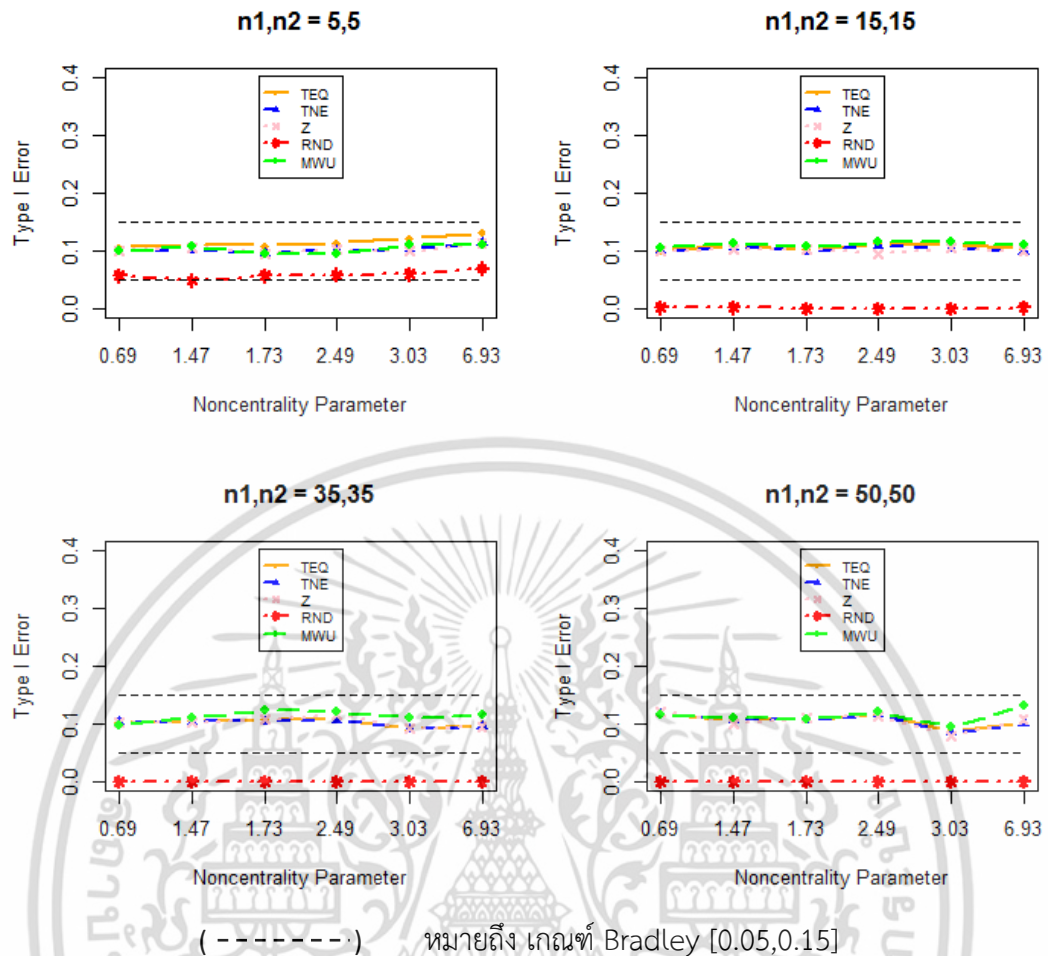 n1,n2 = 5,5
Type I Error
0.4
0.3
0.2
0.1
0.0
TEQ
TNE
Z
RND
MWU
0.69 1.47 1.73 2.49 3.03 6.93
Noncentrality Parameter
n1,n2 = 15,15
Type I Error
0.4
0.3
0.2
0.1
0.0
TEQ
TNE
Z
RND
MWU
0.69 1.47 1.73 2.49 3.03 6.93
Noncentrality Parameter
n1,n2 = 35,35
Type I Error
0.4
0.3
0.2
0.1
0.0
TEQ
TNE
Z
RND
MWU
0.69 1.47 1.73 2.49 3.03 6.93
Noncentrality Parameter
n1,n2 = 50,50
Type I Error
0.4
0.3
0.2
0.1
0.0
TEQ
TNE
Z
RND
MWU
0.69 1.47 1.73 2.49 3.03 6.93
Noncentrality Parameter
( - - - - - - - ) หมายถึง เกณฑ์ Bradley [0.05,0.15]